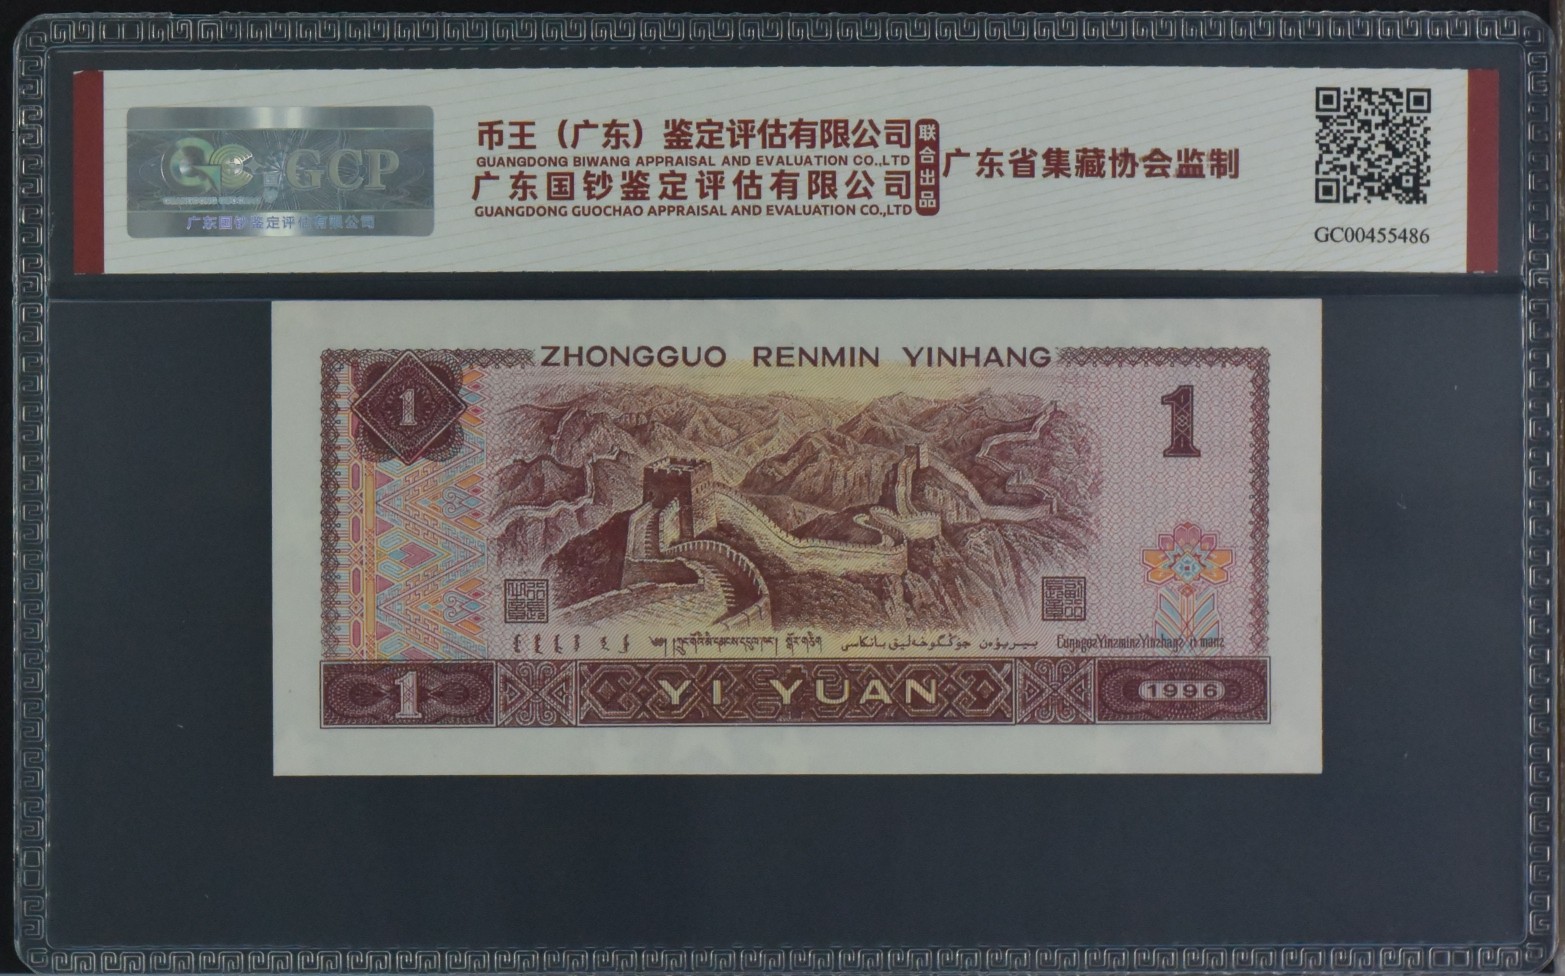 GCP
广东国钞鉴定评估有限公司
币王（广东）鉴定评估有限公司
GUANGDONG BIWANG APPRAISAL AND EVALUATION CO.,LTD
广东国钞鉴定评估有限公司
GUANGDONG GUOCHAO APPRAISAL AND EVALUATION CO.,LTD
联合出品
广东省集藏协会监制
GC00455486
ZHONGGUO RENMIN YINHANG
1
1
جۇڭگو خەلىق بانكىسى
1
YI YUAN
1996